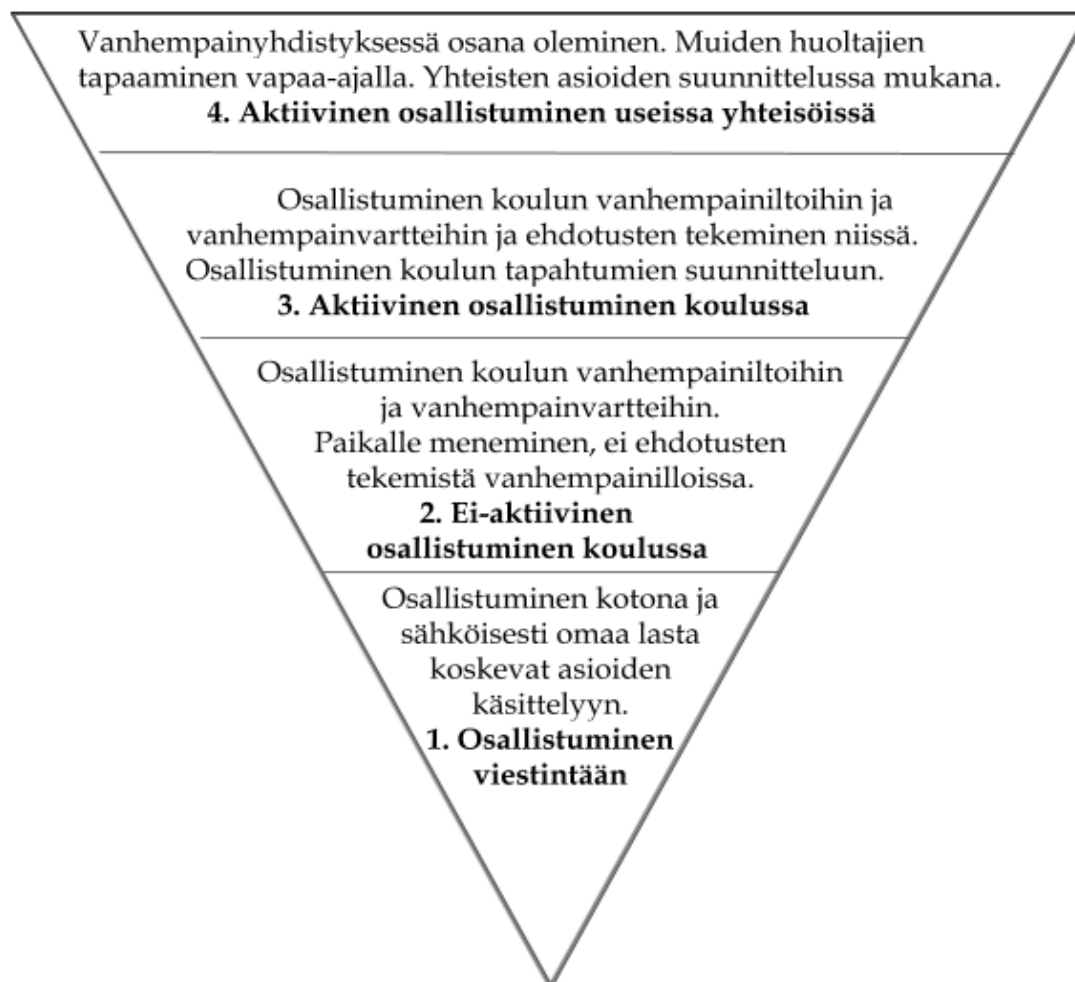 Vanhempainyhdistyksessä osana oleminen. Muiden huoltajien
tapaaminen vapaa-ajalla. Yhteisten asioiden suunnittelussa mukana.
4. Aktiivinen osallistuminen useissa yhteisöissä
Osallistuminen koulun vanhempainiltoihin ja
vanhempainvartteihin ja ehdotusten tekeminen niissä.
Osallistuminen koulun tapahtumien suunnitteluun.
3. Aktiivinen osallistuminen koulussa
Osallistuminen koulun vanhempainiltoihin
ja vanhempainvartteihin.
Paikalle meneminen, ei ehdotusten
tekemistä vanhempainilloissa.
2. Ei-aktiivinen
osallistuminen koulussa
Osallistuminen kotona ja
sähköisesti omaa lasta
koskevat asioiden
käsittelyyn.
1. Osallistuminen
viestintään